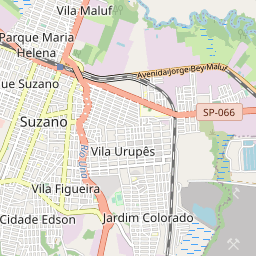 Vila Maluf
Parque Maria
Helena
Avenida Jorge Bey Maluf
que Suzano
SP-066
Suzano
Vila Urupês
Vila Figueira
Cidade Edson
Jardim Colorado